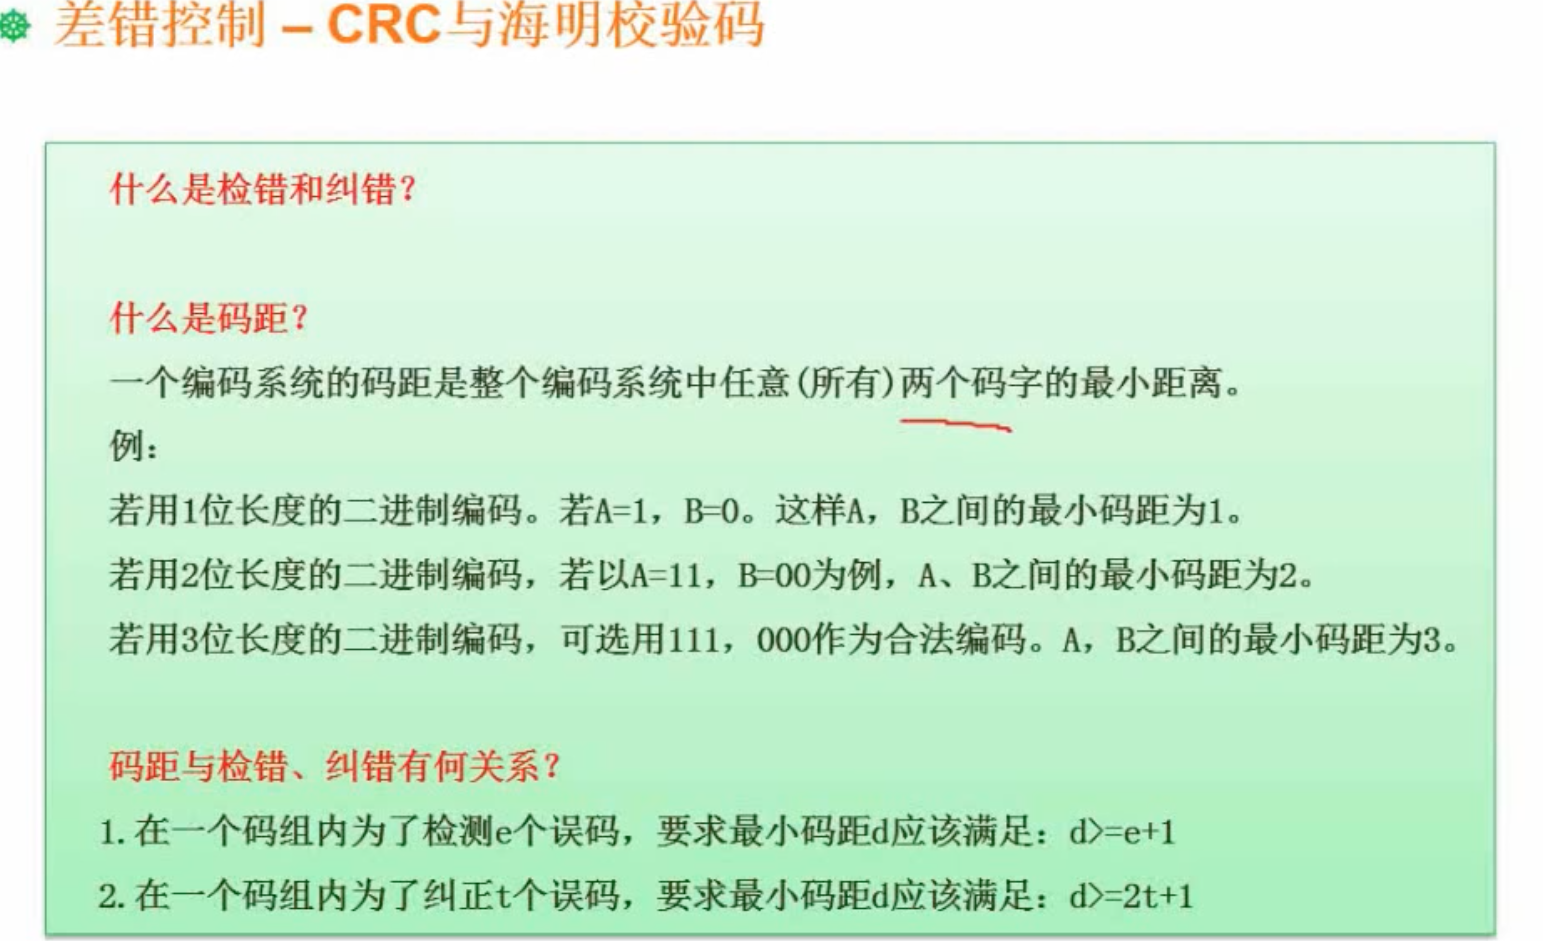 差错控制 – CRC与海明校验码
什么是检错和纠错？
什么是码距？
一个编码系统的码距是整个编码系统中任意(所有)两个码字的最小距离。
例：
若用1位长度的二进制编码。若A=1，B=0。这样A，B之间的最小码距为1。
若用2位长度的二进制编码，若以A=11，B=00为例，A、B之间的最小码距为2。
若用3位长度的二进制编码，可选用111，000作为合法编码。A，B之间的最小码距为3。
码距与检错、纠错有何关系？
1.在一个码组内为了检测e个误码，要求最小码距d应该满足：d>=e+1
2.在一个码组内为了纠正t个误码，要求最小码距d应该满足：d>=2t+1